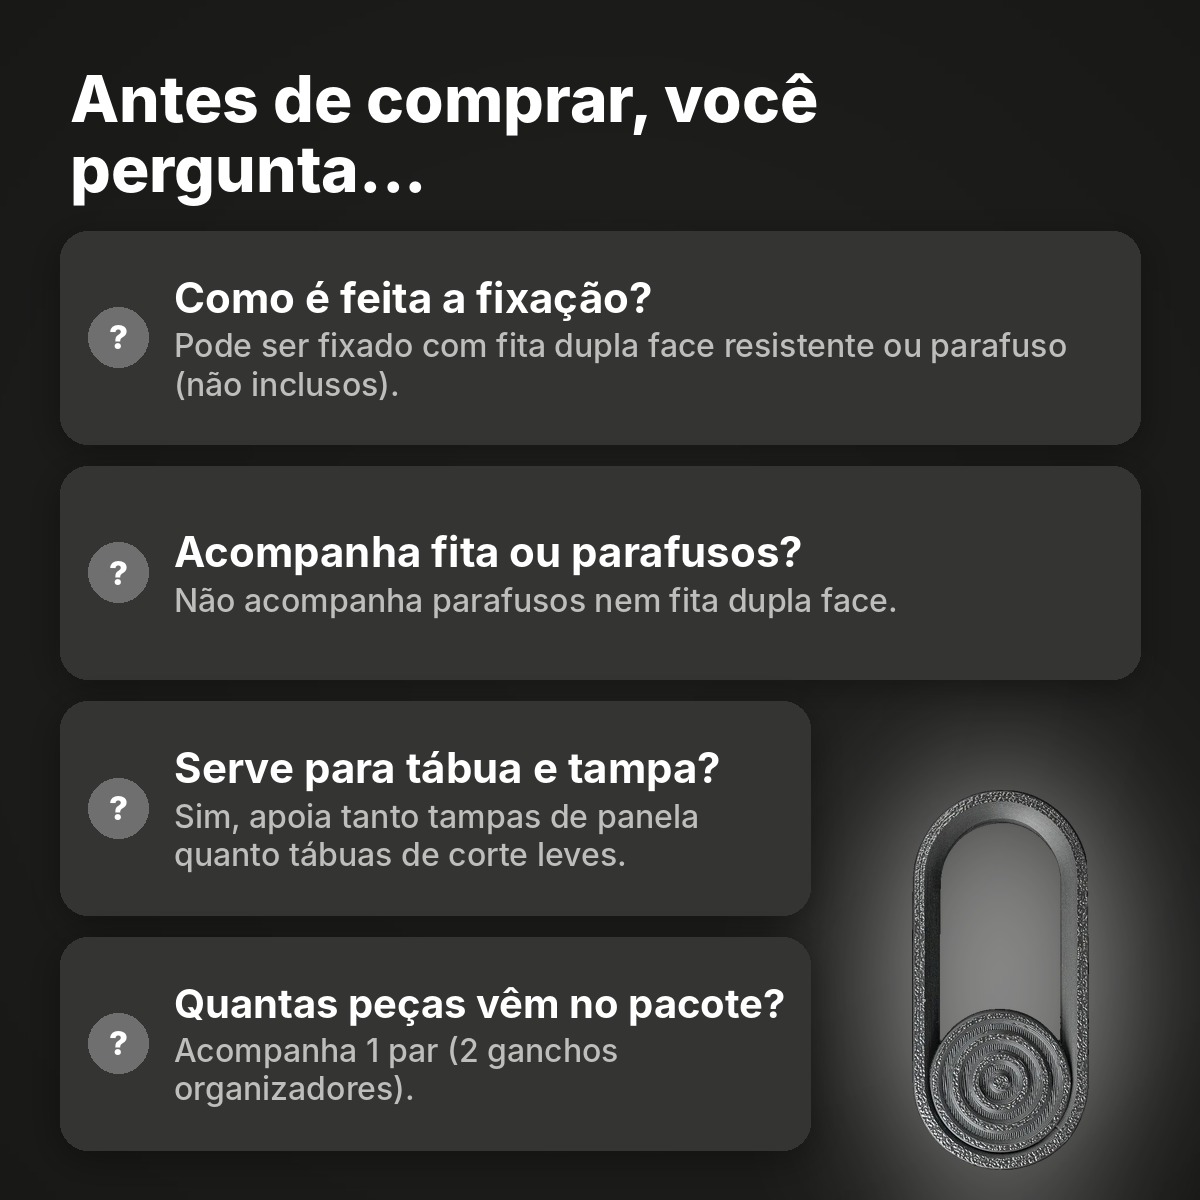 Antes de comprar, você
pergunta...
?
Como é feita a fixação?
Pode ser fixado com fita dupla face resistente ou parafuso
(não inclusos).
?
Acompanha fita ou parafusos?
Não acompanha parafusos nem fita dupla face.
?
Serve para tábua e tampa?
Sim, apoia tanto tampas de panela
quanto tábuas de corte leves.
?
Quantas peças vêm no pacote?
Acompanha 1 par (2 ganchos
organizadores).